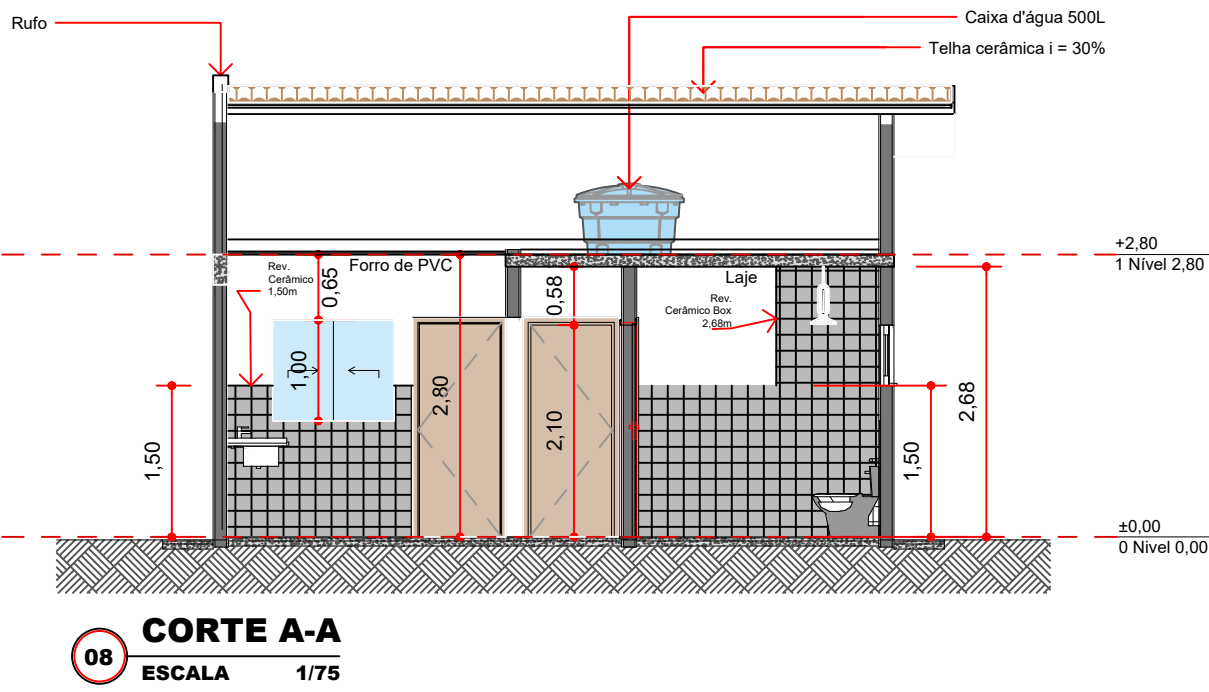 Rufo
Caixa d'água 500L
Telha cerâmica i = 30%
+2,80
1 Nível 2,80
Rev.
Cerâmico
1,50m
0,65
Forro de PVC
0,58
Laje
Rev.
Cerâmico Box
2,68m
1,00
2,80
2,10
2,68
1,50
1,50
±0,00
0 Nivel 0,00
08
CORTE A-A
ESCALA 1/75